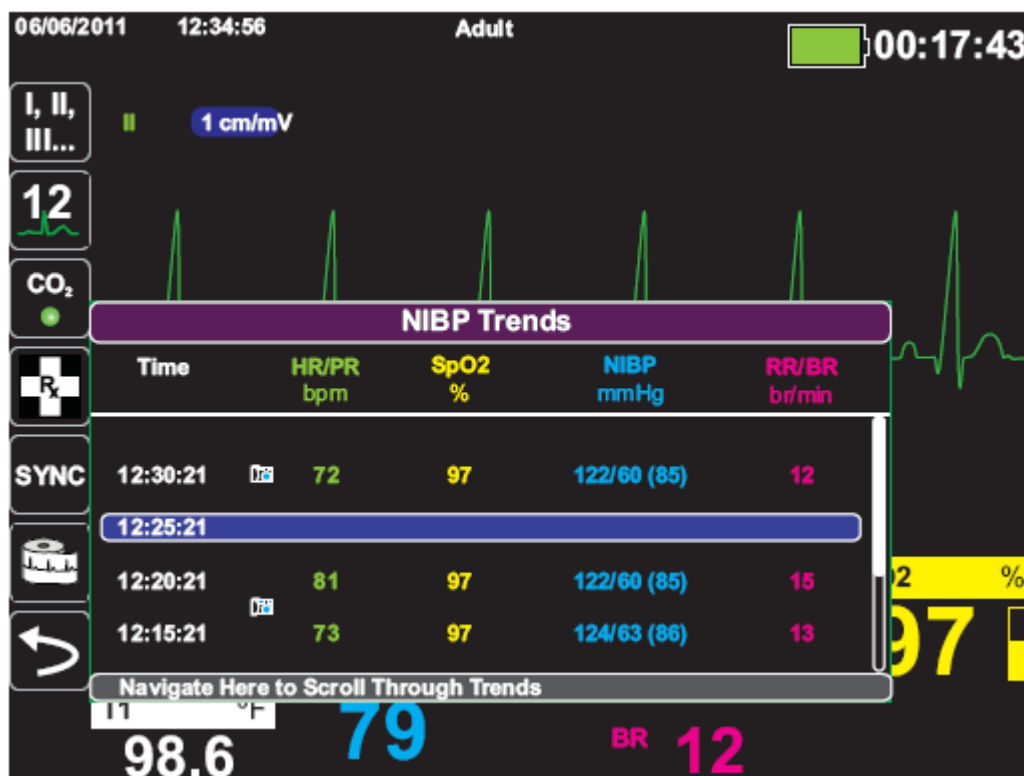 06/06/2011 12:34:56 Adult 00:17:43
I, II,
III...
II 1 cm/mV
12
CO₂
NIBP Trends
Time HR/PR SpO2 NIBP RR/BR
bpm % mmHg br/min
Rx
SYNC
12:30:21 72 97 122/60 (85) 12
12:25:21
12:20:21 81 97 122/60 (85) 15
12:15:21 73 97 124/63 (86) 13
O2 %
97
Navigate Here to Scroll Through Trends
T1 °F
98.6 79 BR 12